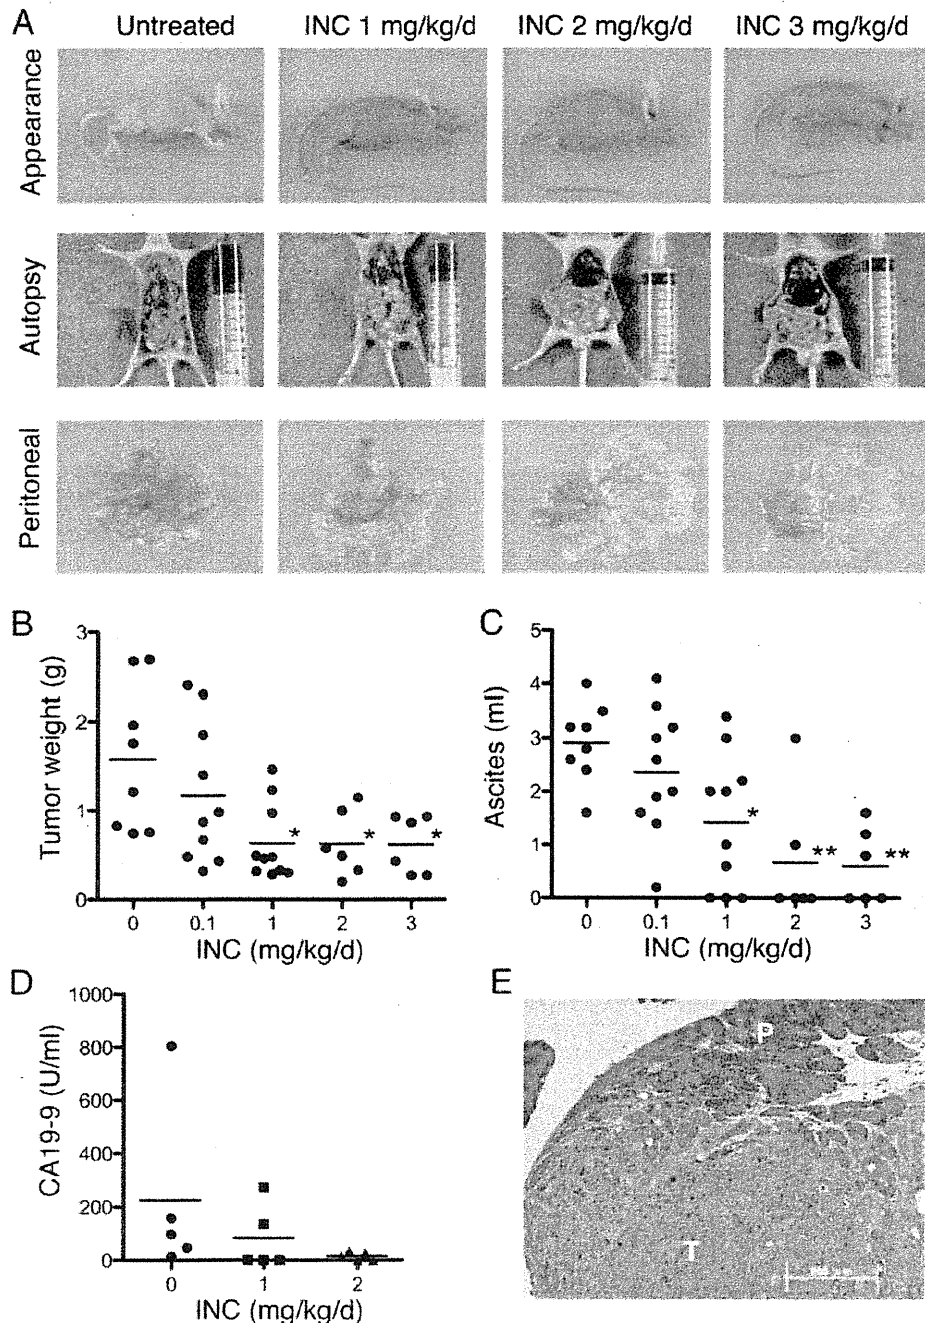 A
Untreated INC 1 mg/kg/d INC 2 mg/kg/d INC 3 mg/kg/d
Appearance
Autopsy
Peritoneal
B
Tumor weight (g)
3
2
1
0
* * *
0 0.1 1 2 3
INC (mg/kg/d)
C
Ascites (ml)
5
4
3
2
1
0
* ** **
0 0.1 1 2 3
INC (mg/kg/d)
D
CA19-9 (U/ml)
1000
800
600
400
200
0
0 1 2
INC (mg/kg/d)
E
P
T